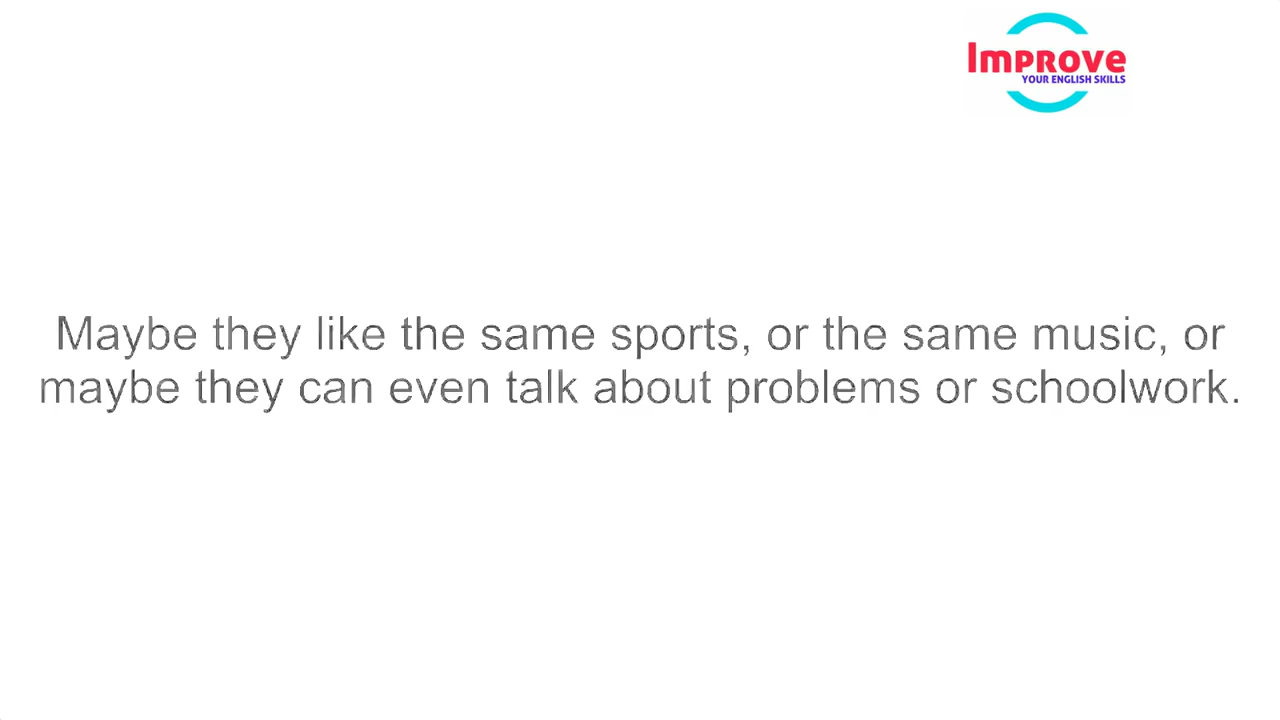 Improve
YOUR ENGLISH SKILLS
Maybe they like the same sports, or the same music, or
maybe they can even talk about problems or schoolwork.